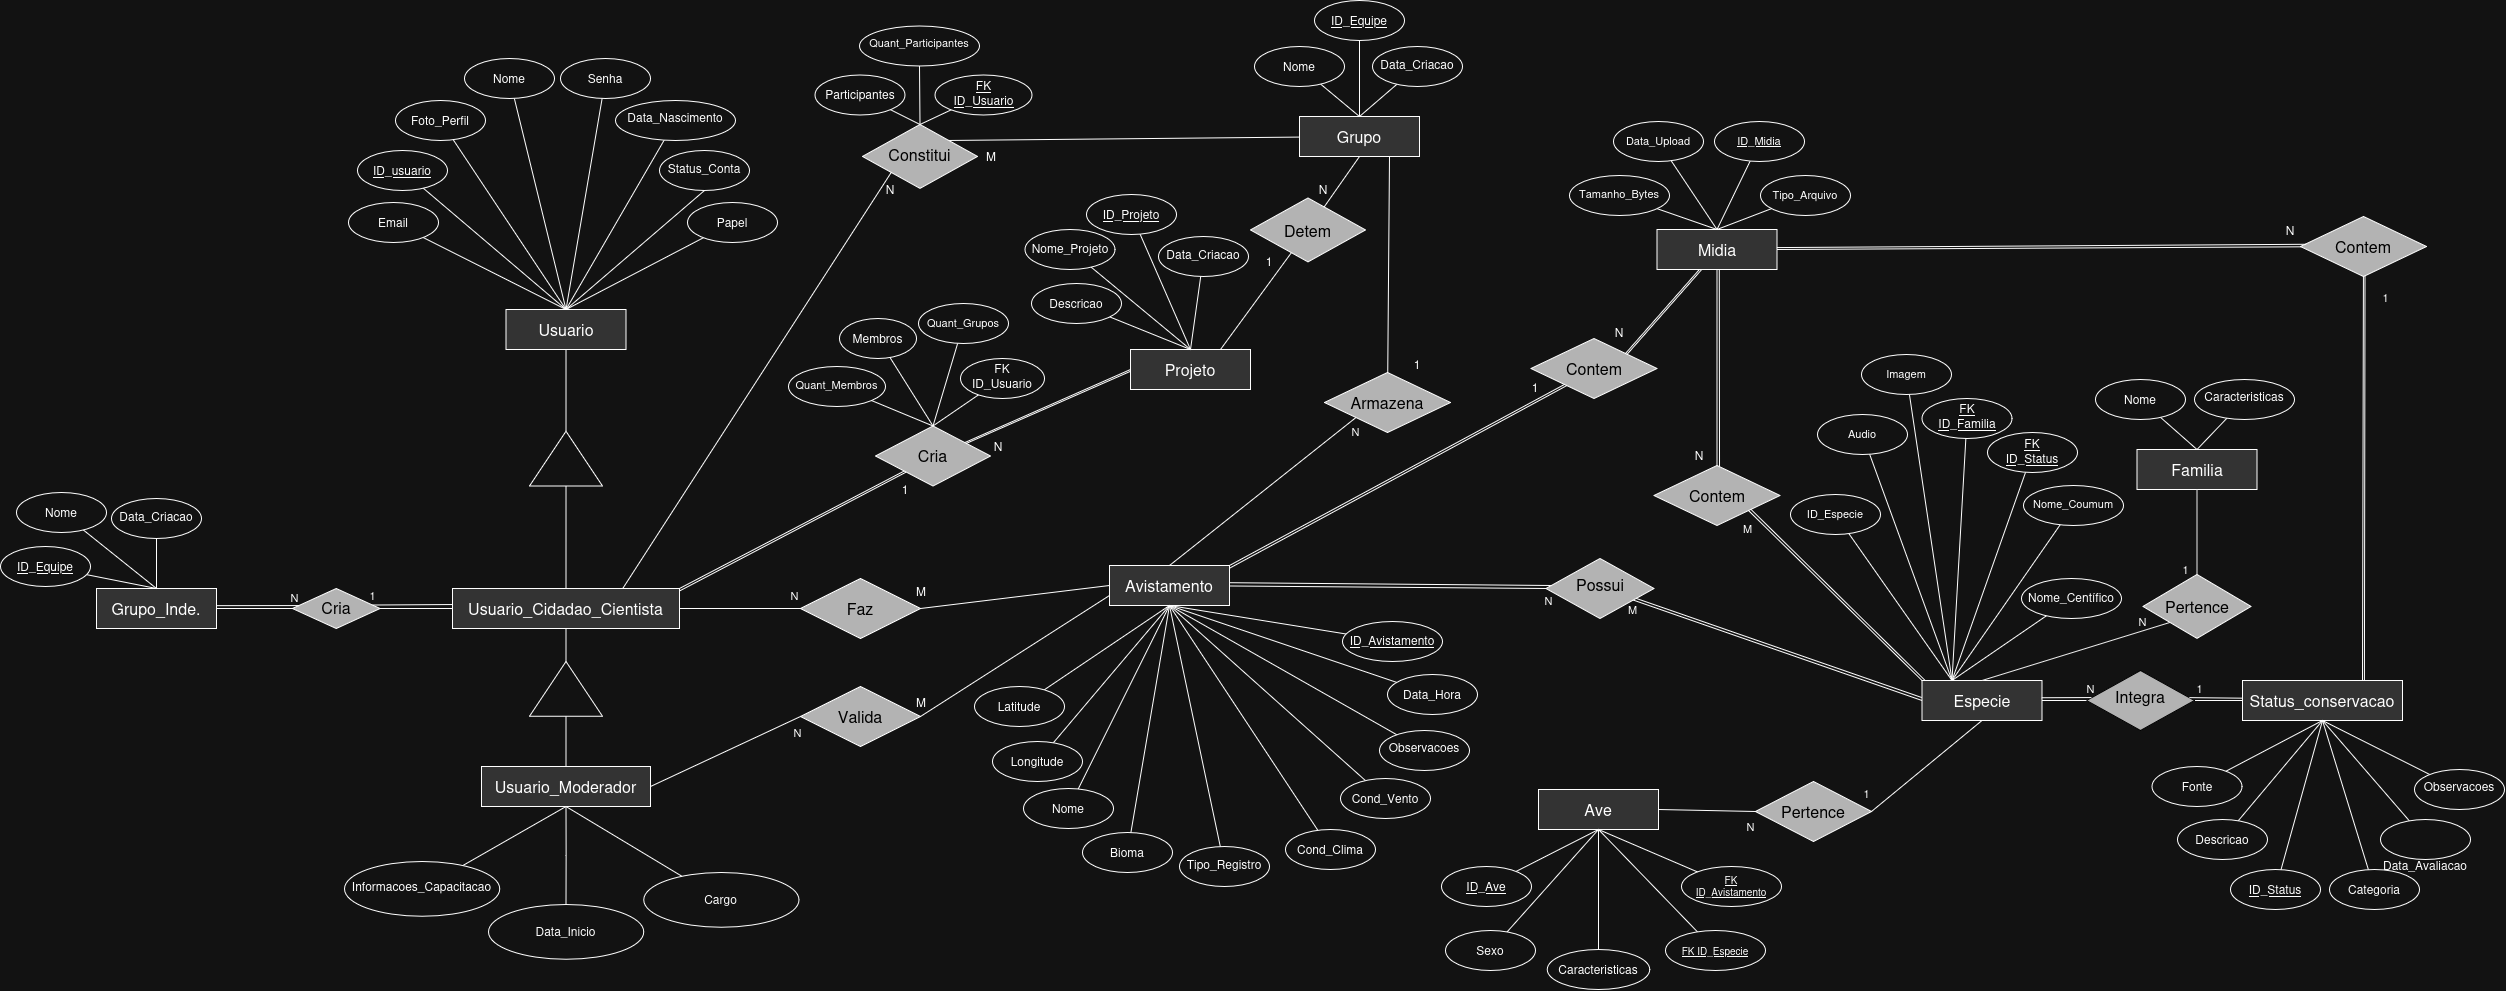 ID_Equipe
Nome
Data_Criacao
Grupo
Quant_Participantes
Participantes
FK
ID_Usuario
Constitui
M
N
Nome
Senha
Foto_Perfil
Data_Nascimento
ID_usuario
Status_Conta
Email
Papel
Usuario
Data_Upload
ID_Midia
Tamanho_Bytes
Tipo_Arquivo
Midia
N
Contem
1
N
Detem
1
ID_Projeto
Nome_Projeto
Data_Criacao
Descricao
Projeto
Quant_Grupos
Membros
FK
ID_Usuario
Quant_Membros
Cria
N
1
1
Armazena
N
N
Contem
1
N
Contem
M
Imagem
FK
ID_Familia
Audio
FK
ID_Status
ID_Especie
Nome_Coumum
Nome_Científico
Nome
Caracteristicas
Familia
1
Pertence
N
Nome
Data_Criacao
ID_Equipe
Grupo_Inde.
N
Cria
1
Usuario_Cidadao_Cientista
N
Faz
M
Avistamento
N
Possui
M
Especie
N
Integra
1
Status_conservacao
N
Valida
M
Usuario_Moderador
Informacoes_Capacitacao
Data_Inicio
Cargo
ID_Avistamento
Data_Hora
Latitude
Observacoes
Longitude
Cond_Vento
Nome
Cond_Clima
Bioma
Tipo_Registro
Ave
N
Pertence
1
ID_Ave
FK
ID_Avistamento
Sexo
FK ID_Especie
Caracteristicas
Fonte
Observacoes
Descricao
Data_Avaliacao
ID_Status
Categoria